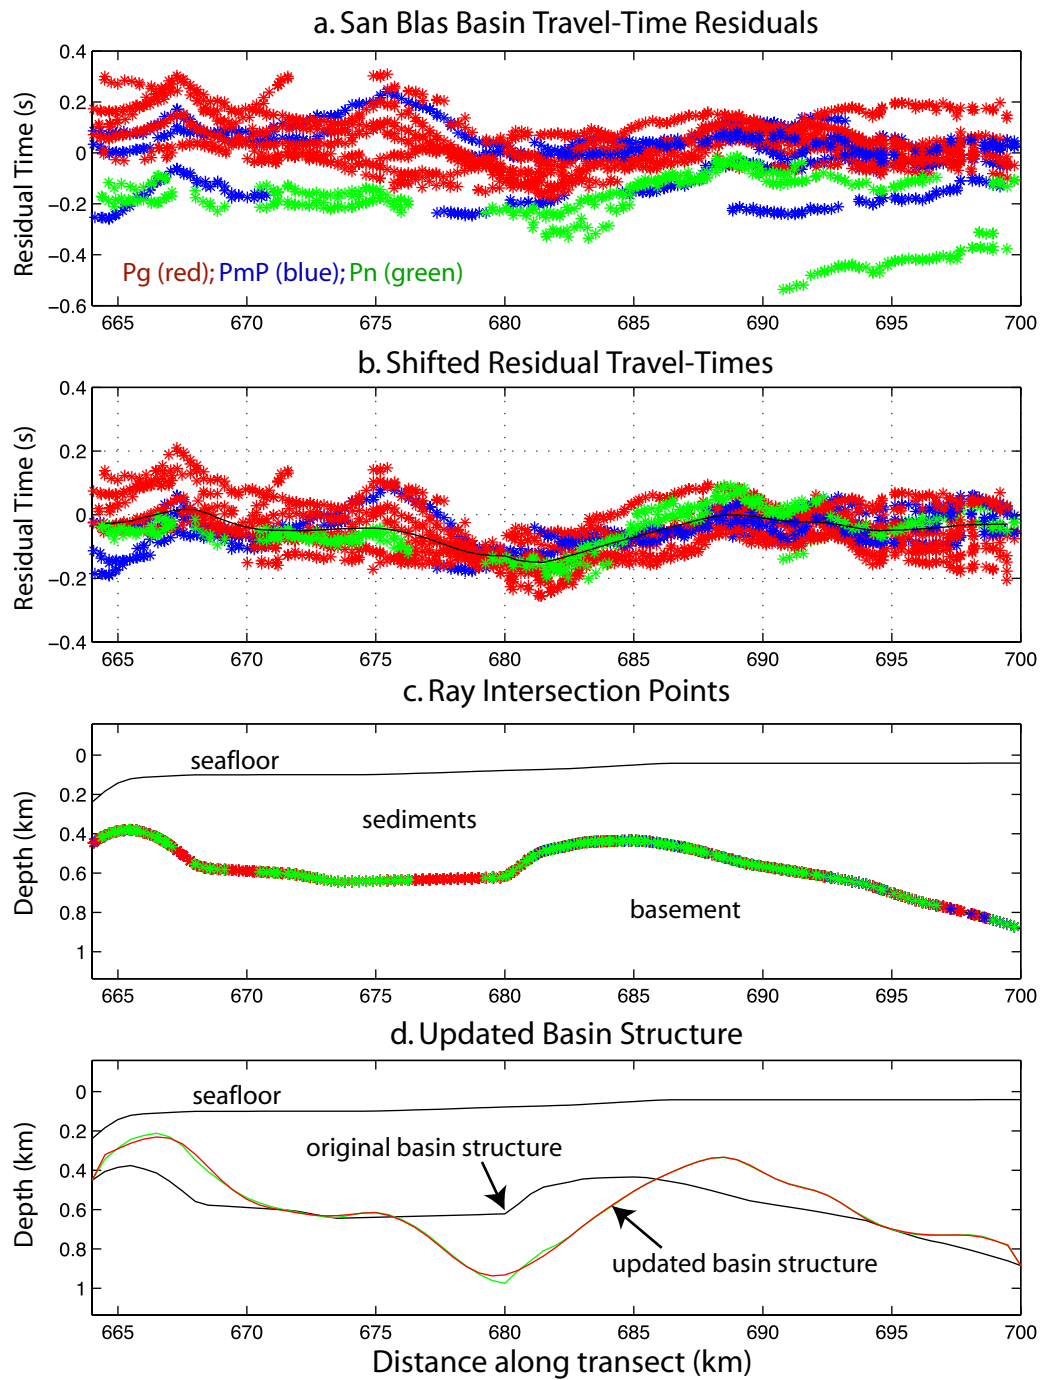 a. San Blas Basin Travel-Time Residuals
Residual Time (s)
0.4
0.2
0
−0.2
−0.4
−0.6
Pg (red); PmP (blue); Pn (green)
665 670 675 680 685 690 695 700
b. Shifted Residual Travel-Times
Residual Time (s)
0.4
0.2
0
−0.2
−0.4
665 670 675 680 685 690 695 700
c. Ray Intersection Points
Depth (km)
0
0.2
0.4
0.6
0.8
1
seafloor
sediments
basement
665 670 675 680 685 690 695 700
d. Updated Basin Structure
Depth (km)
0
0.2
0.4
0.6
0.8
1
seafloor
original basin structure
updated basin structure
665 670 675 680 685 690 695 700
Distance along transect (km)